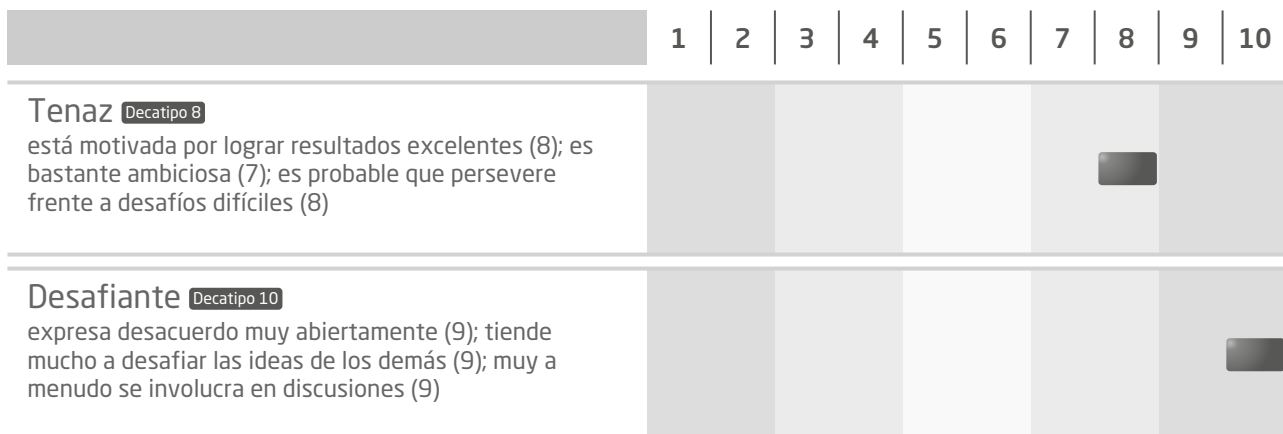 1 2 3 4 5 6 7 8 9 10
Tenaz Decatipo 8
está motivada por lograr resultados excelentes (8); es
bastante ambiciosa (7); es probable que persevere
frente a desafíos difíciles (8)
Desafiante Decatipo 10
expresa desacuerdo muy abiertamente (9); tiende
mucho a desafiar las ideas de los demás (9); muy a
menudo se involucra en discusiones (9)